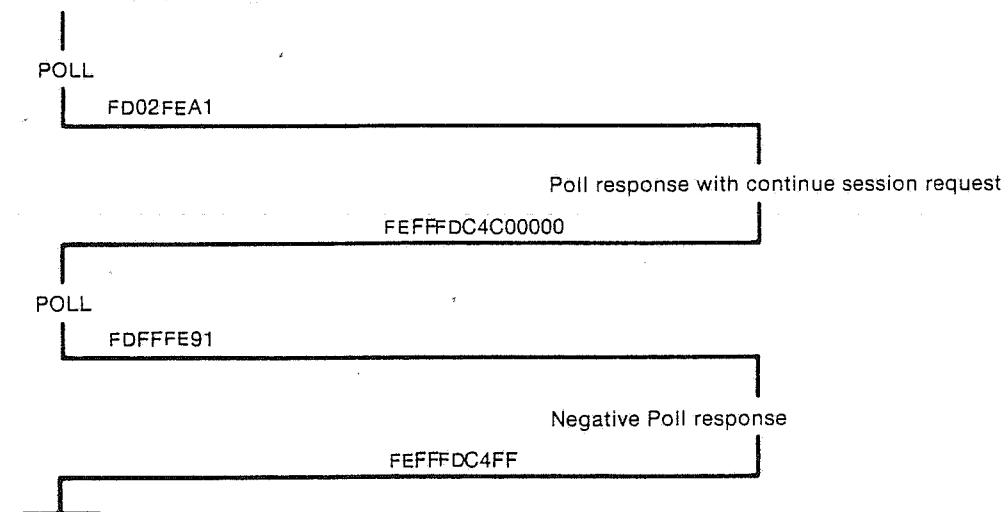 POLL
FD02FEA1
Poll response with continue session request
FEFFFDC4C00000
POLL
FDFFFE91
Negative Poll response
FEFFFDC4FF